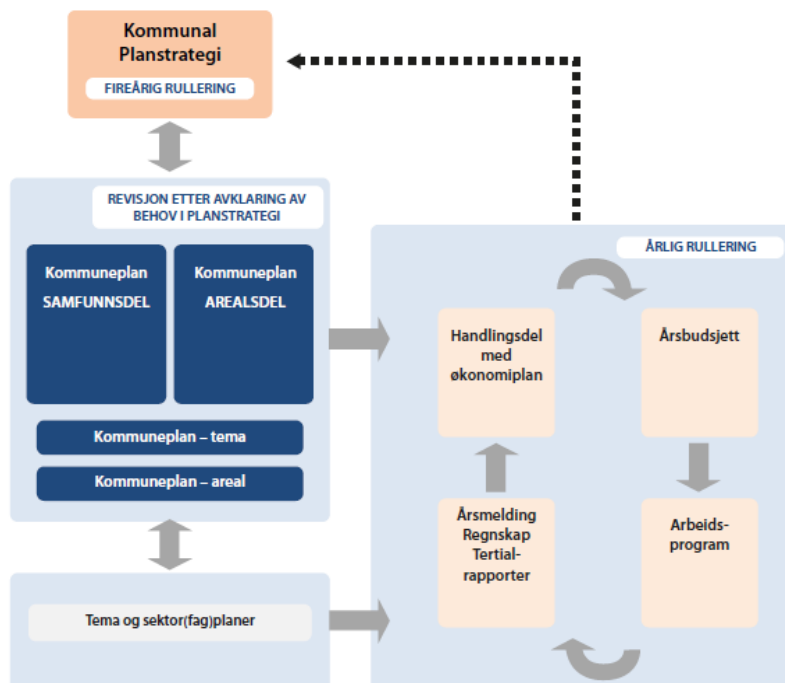 Kommunal
Planstrategi
FIREÅRIG RULLERING
REVISJON ETTER AVKLARING AV
BEHOV I PLANSTRATEGI
Kommuneplan
SAMFUNNSDEL
Kommuneplan
AREALSDEL
Kommuneplan – tema
Kommuneplan – areal
Tema og sektor(fag)planer
ÅRLIG RULLERING
Handlingsdel
med
økonomiplan
Årsbudsjett
Årsmelding
Regnskap
Tertial-
rapporter
Arbeids-
program